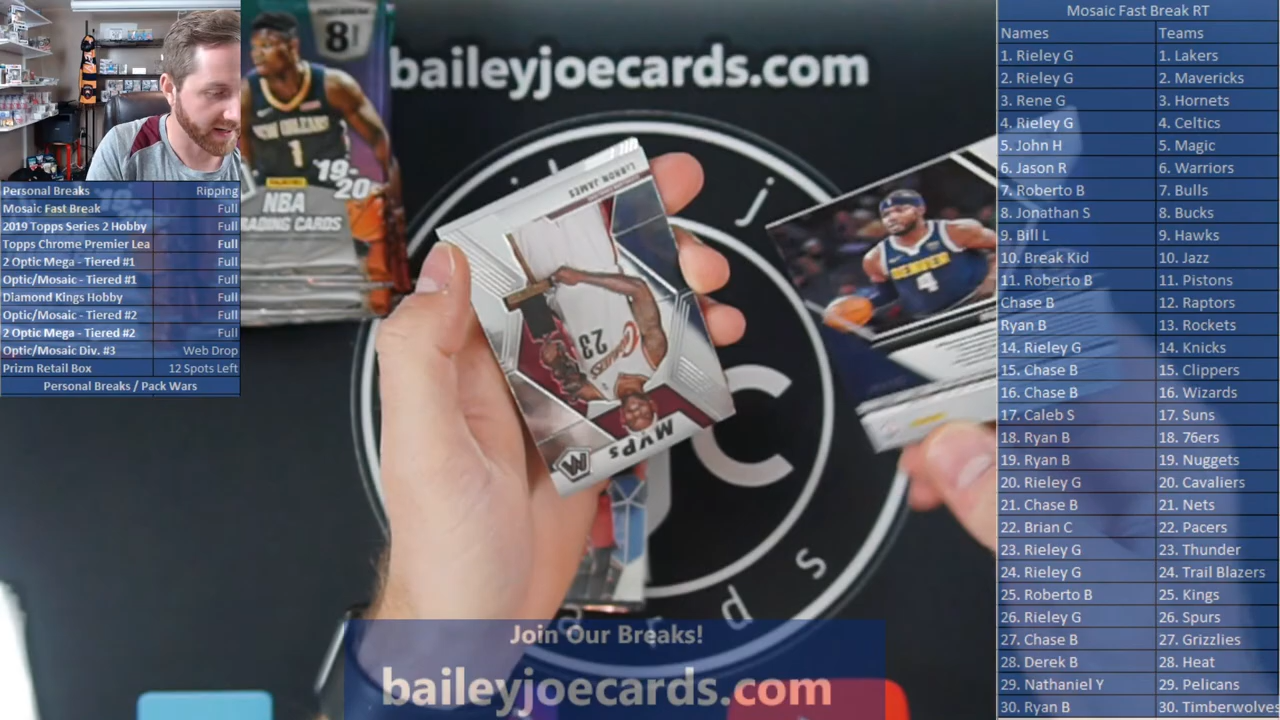 Personal Breaks Ripping
Mosaic Fast Break Full
2019 Topps Series 2 Hobby Full
Topps Chrome Premier Lea Full
2 Optic Mega - Tiered #1 Full
Optic/Mosaic - Tiered #1 Full
Diamond Kings Hobby Full
Optic/Mosaic - Tiered #2 Full
2 Optic Mega - Tiered #2 Full
Optic/Mosaic Div. #3 Web Drop
Prizm Retail Box 12 Spots Left
Personal Breaks / Pack Wars
8
NEW ORLEANS
1
'19-
20
PANINI
NBA
TRADING CARDS
baileyjoecards.com
LEBRON JAMES
23
MVPs
DENVER
4
j
c
s
d
r
a
Join Our Breaks!
baileyjoecards.com
Mosaic Fast Break RT
Names Teams
1. Rieley G 1. Lakers
2. Rieley G 2. Mavericks
3. Rene G 3. Hornets
4. Rieley G 4. Celtics
5. John H 5. Magic
6. Jason R 6. Warriors
7. Roberto B 7. Bulls
8. Jonathan S 8. Bucks
9. Bill L 9. Hawks
10. Break Kid 10. Jazz
11. Roberto B 11. Pistons
Chase B 12. Raptors
Ryan B 13. Rockets
14. Rieley G 14. Knicks
15. Chase B 15. Clippers
16. Chase B 16. Wizards
17. Caleb S 17. Suns
18. Ryan B 18. 76ers
19. Ryan B 19. Nuggets
20. Rieley G 20. Cavaliers
21. Chase B 21. Nets
22. Brian C 22. Pacers
23. Rieley G 23. Thunder
24. Rieley G 24. Trail Blazers
25. Roberto B 25. Kings
26. Rieley G 26. Spurs
27. Chase B 27. Grizzlies
28. Derek B 28. Heat
29. Nathaniel Y 29. Pelicans
30. Ryan B 30. Timberwolves